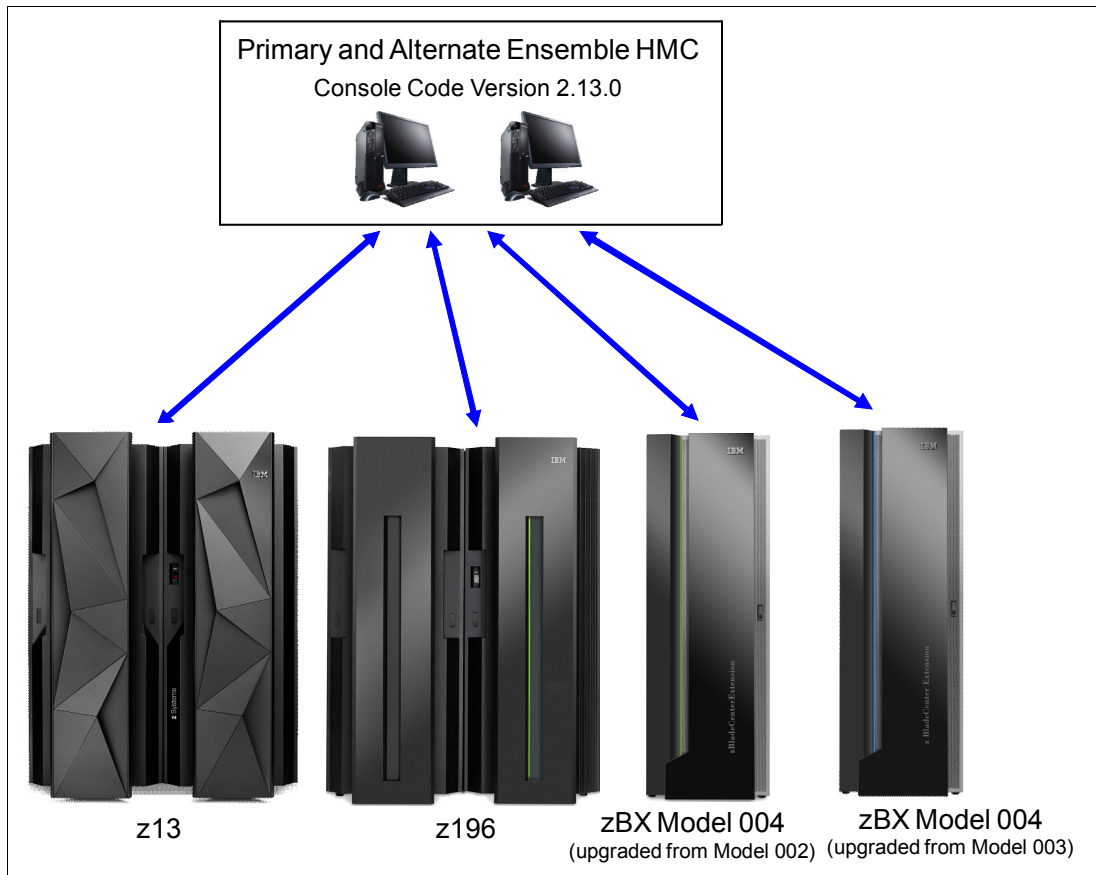 Primary and Alternate Ensemble HMC
Console Code Version 2.13.0
IBM
IBM
IBM
IBM
z Systems
zBladeCenterExtension
z BladeCenter Extension
z13
z196
zBX Model 004
(upgraded from Model 002)
zBX Model 004
(upgraded from Model 003)